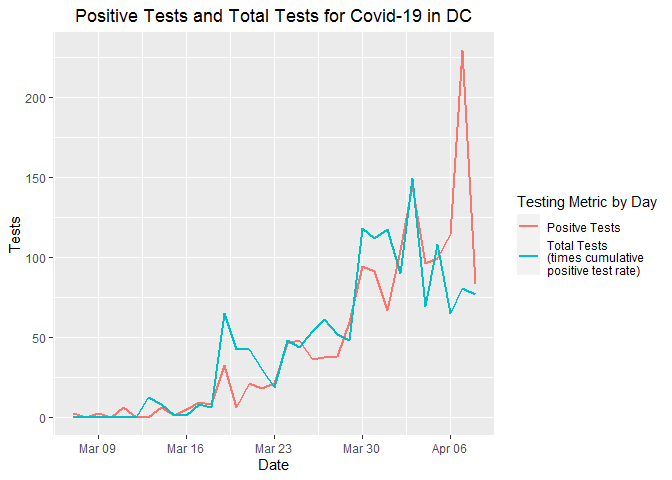 Positive Tests and Total Tests for Covid-19 in DC
200
150
100
50
0
Tests
Mar 09 Mar 16 Mar 23 Mar 30 Apr 06
Date
Testing Metric by Day
Positve Tests
Total Tests
(times cumulative
positive test rate)